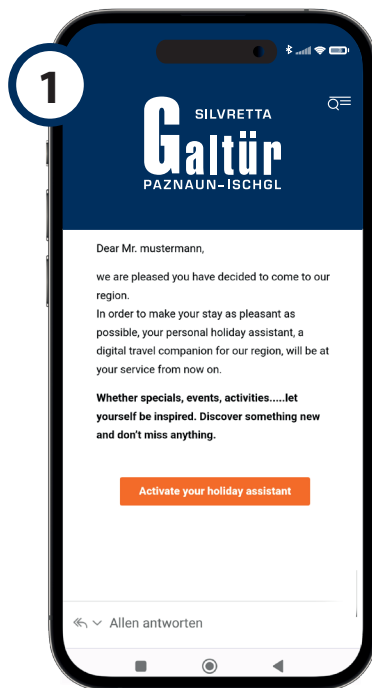 1
SILVRETTA
Galtür
PAZNAUN-ISCHGL
Dear Mr. mustermann,
we are pleased you have decided to come to our
region.
In order to make your stay as pleasant as
possible, your personal holiday assistant, a
digital travel companion for our region, will be at
your service from now on.
Whether specials, events, activities.....let
yourself be inspired. Discover something new
and don't miss anything.
Activate your holiday assistant
Allen antworten